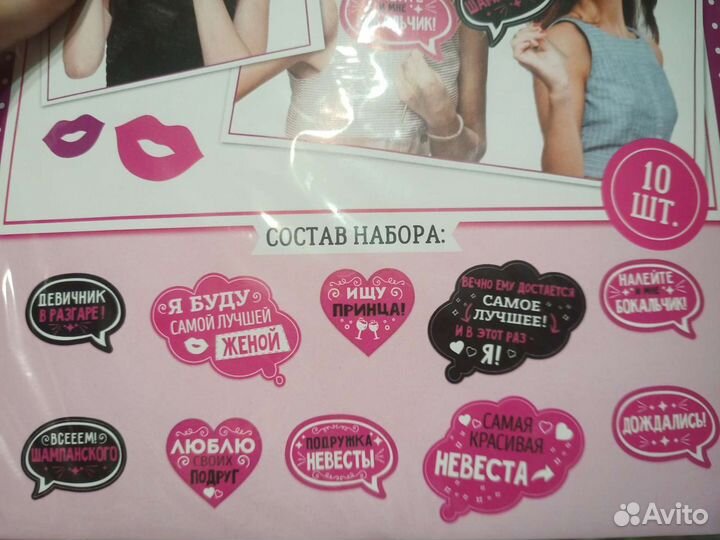 И МНЕ
БОКАЛЬЧИК!
10
ШТ.
СОСТАВ НАБОРА:
ДЕВИЧНИК
В РАЗГАРЕ!
Я БУДУ
САМОЙ ЛУЧШЕЙ
ЖЕНОЙ
ИЩУ
ПРИНЦА!
ВЕЧНО ЕМУ ДОСТАЕТСЯ
САМОЕ
ЛУЧШЕЕ!
И В ЭТОТ РАЗ -
Я!
НАЛЕЙТЕ
И МНЕ
БОКАЛЬЧИК!
ВСЕЕЕМ!
ШАМПАНСКОГО
ЛЮБЛЮ
СВОИХ
ПОДРУГ
ПОДРУЖКА
НЕВЕСТЫ
САМАЯ
КРАСИВАЯ
НЕВЕСТА
ДОЖДАЛИСЬ!
Avito